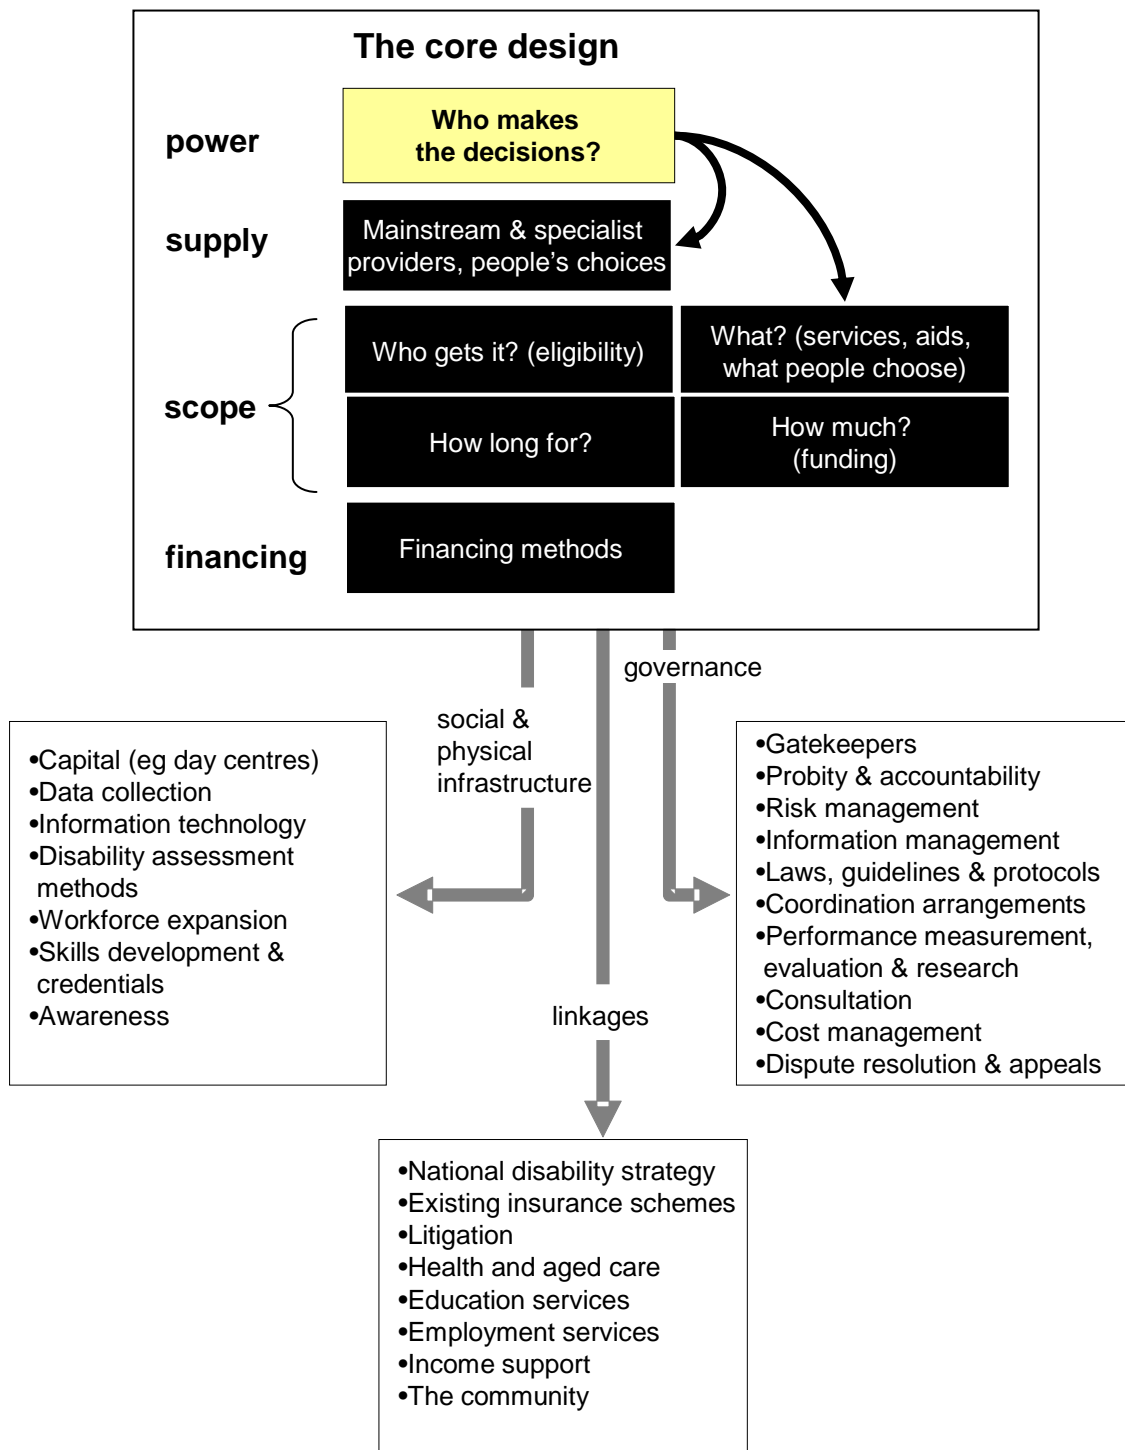 The core design
power
Who makes
the decisions?
supply
Mainstream & specialist
providers, people’s choices
scope
Who gets it? (eligibility)
What? (services, aids,
what people choose)
How long for?
How much?
(funding)
financing
Financing methods
governance
social &
physical
infrastructure
linkages
•Capital (eg day centres)
•Data collection
•Information technology
•Disability assessment
methods
•Workforce expansion
•Skills development &
credentials
•Awareness
•Gatekeepers
•Probity & accountability
•Risk management
•Information management
•Laws, guidelines & protocols
•Coordination arrangements
•Performance measurement,
evaluation & research
•Consultation
•Cost management
•Dispute resolution & appeals
•National disability strategy
•Existing insurance schemes
•Litigation
•Health and aged care
•Education services
•Employment services
•Income support
•The community